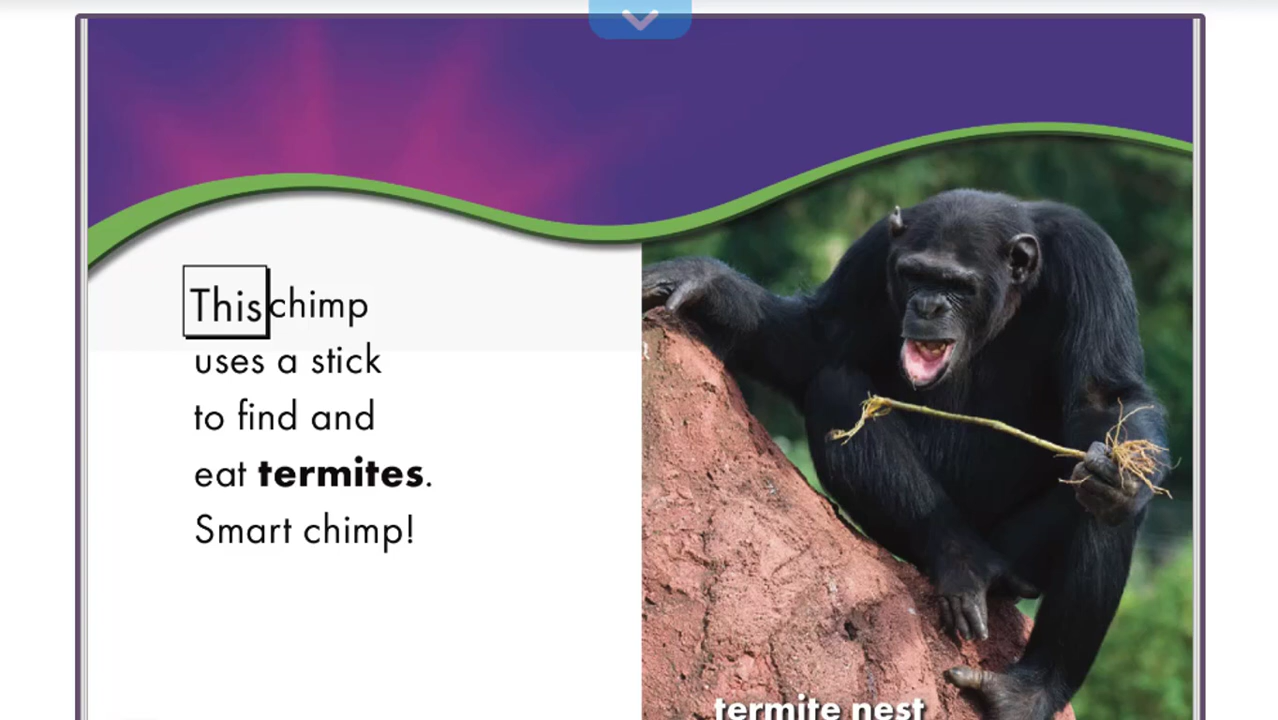 This chimp
uses a stick
to find and
eat termites.
Smart chimp!
termite nest